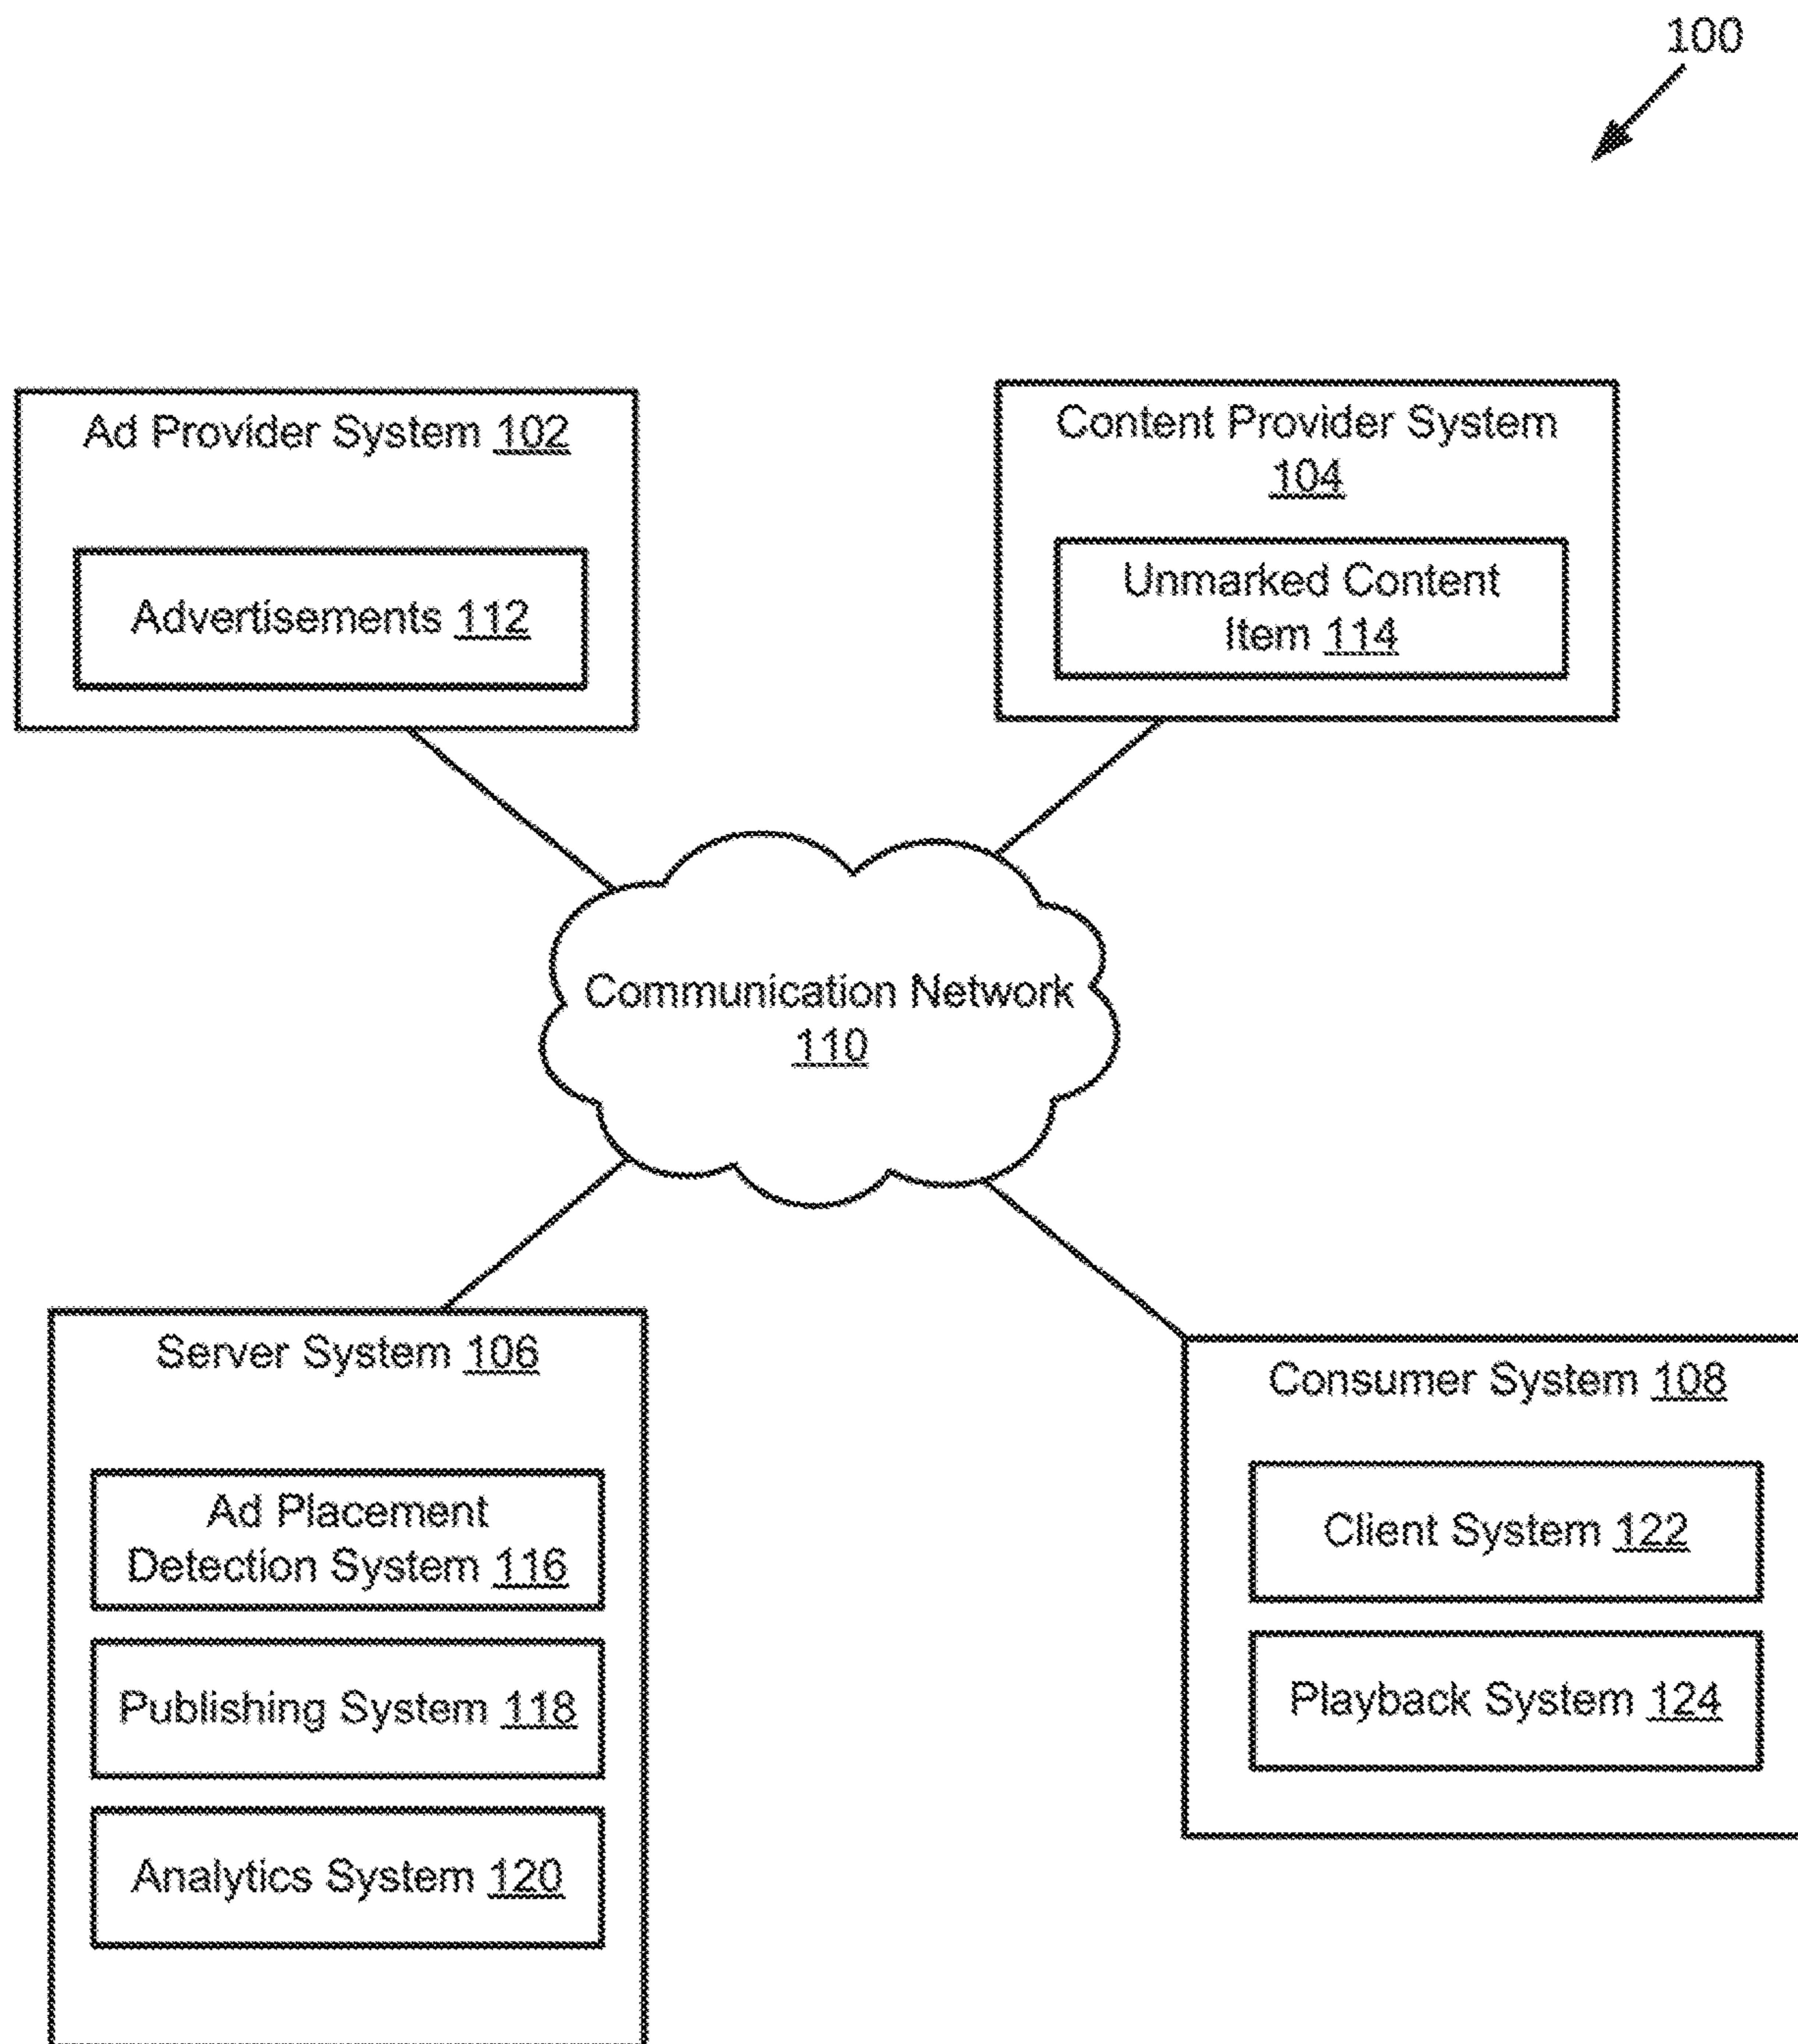 100
Ad Provider System 102
Advertisements 112
Content Provider System
104
Unmarked Content
Item 114
Communication Network
110
Server System 106
Ad Placement
Detection System 116
Publishing System 118
Analytics System 120
Consumer System 108
Client System 122
Playback System 124